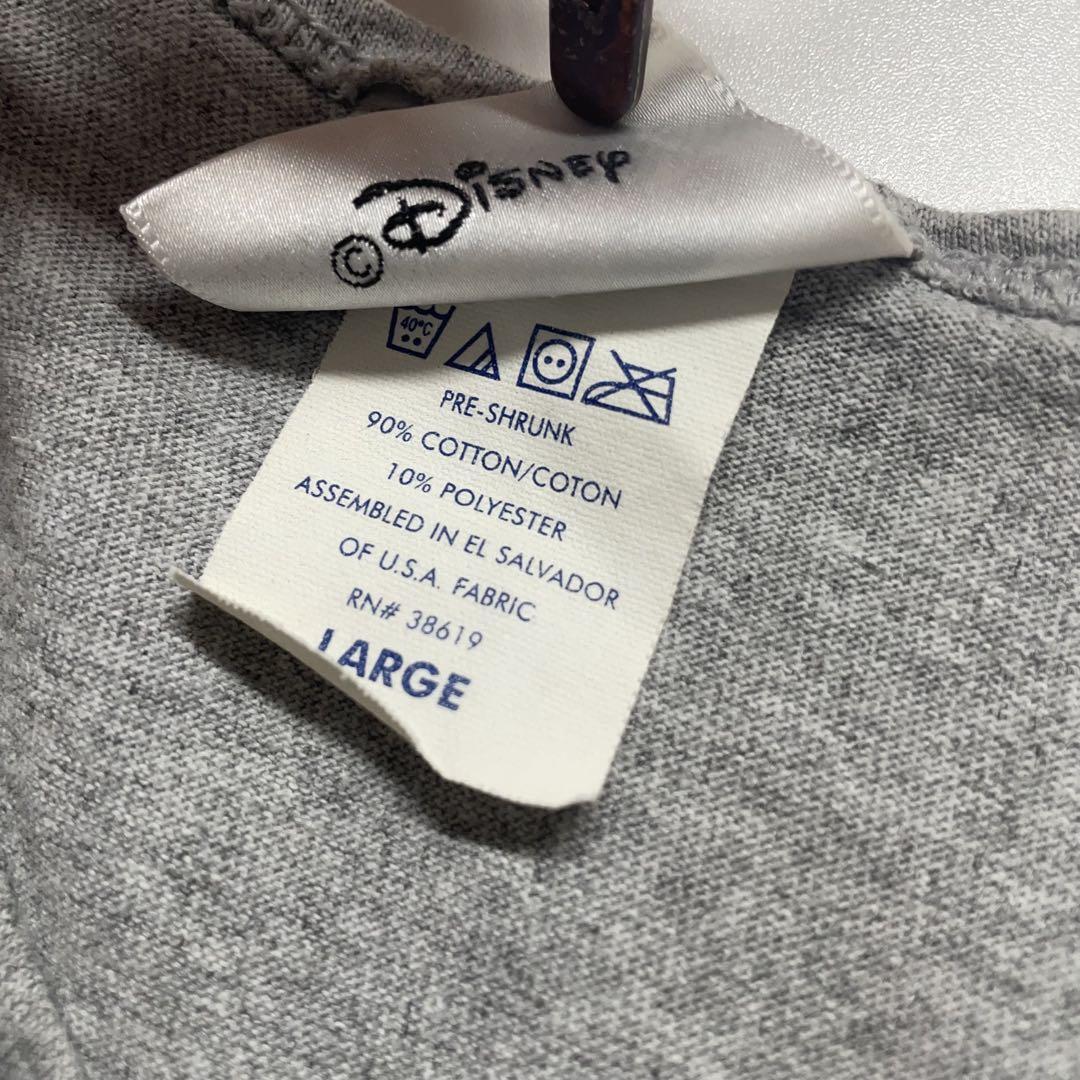 © Disney
40°C
PRE-SHRUNK
90% COTTON/COTON
10% POLYESTER
ASSEMBLED IN EL SALVADOR
OF U.S.A. FABRIC
RN# 38619
LARGE